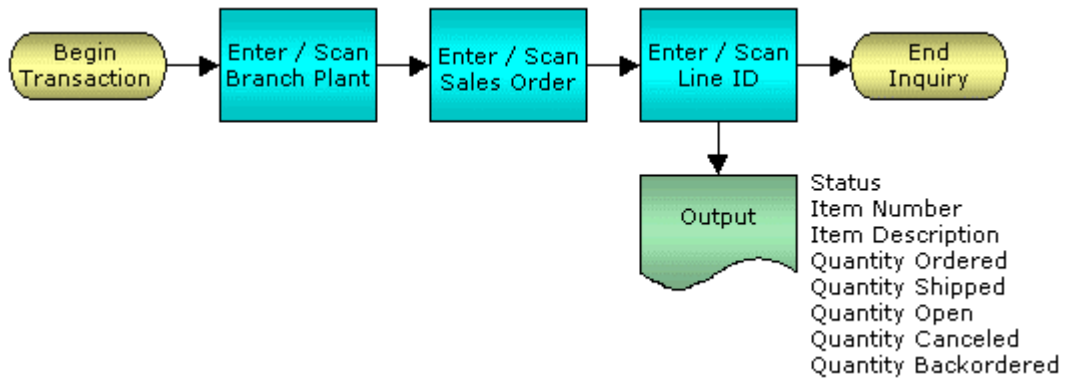 Begin
Transaction
Enter / Scan
Branch Plant
Enter / Scan
Sales Order
Enter / Scan
Line ID
End
Inquiry
Output
Status
Item Number
Item Description
Quantity Ordered
Quantity Shipped
Quantity Open
Quantity Canceled
Quantity Backordered